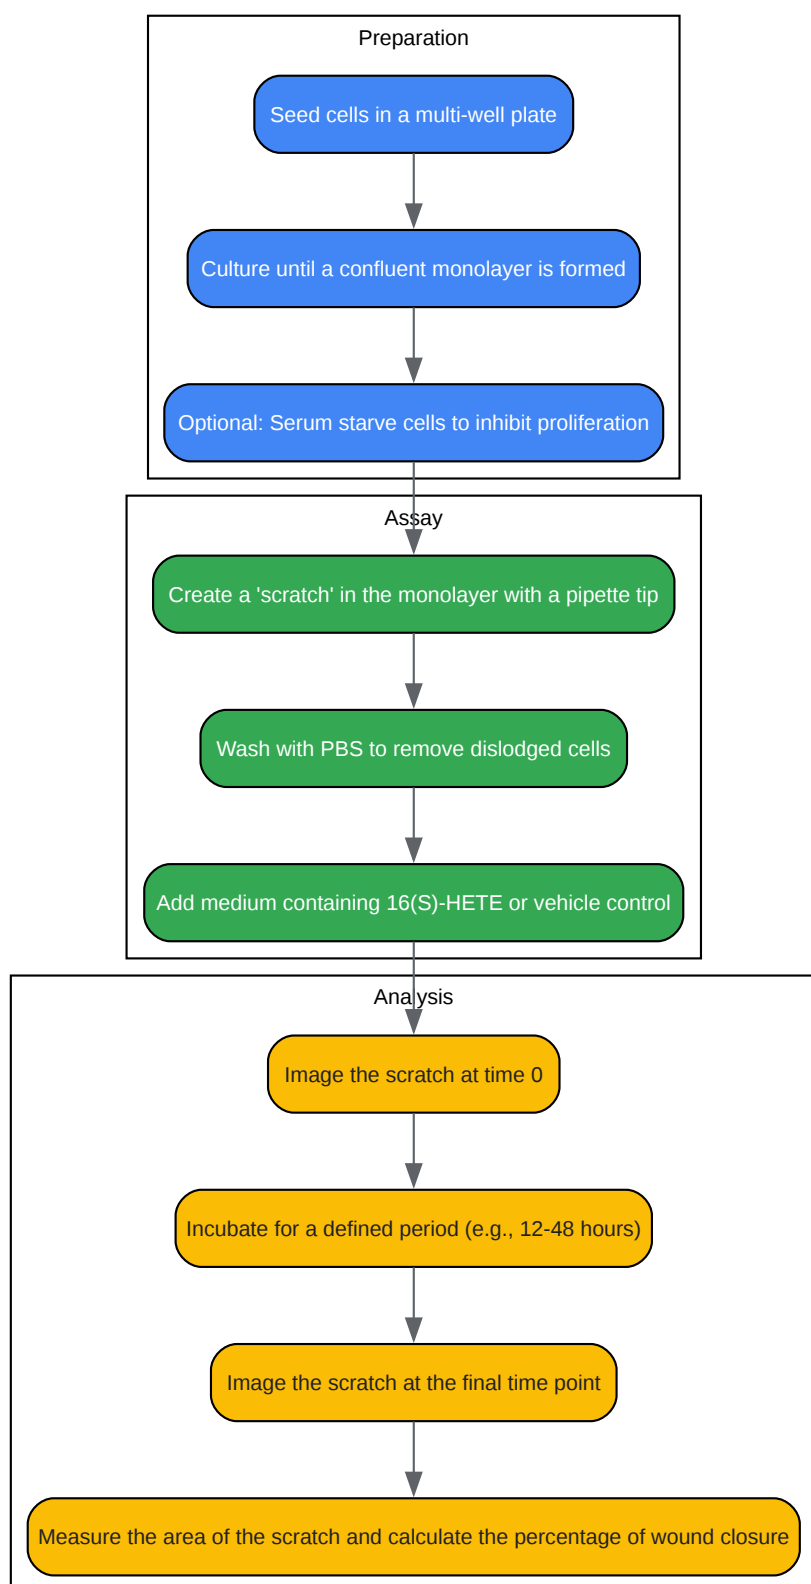 Preparation
Seed cells in a multi-well plate
Culture until a confluent monolayer is formed
Optional: Serum starve cells to inhibit proliferation
Assay
Create a 'scratch' in the monolayer with a pipette tip
Wash with PBS to remove dislodged cells
Add medium containing 16(S)-HETE or vehicle control
Analysis
Image the scratch at time 0
Incubate for a defined period (e.g., 12-48 hours)
Image the scratch at the final time point
Measure the area of the scratch and calculate the percentage of wound closure